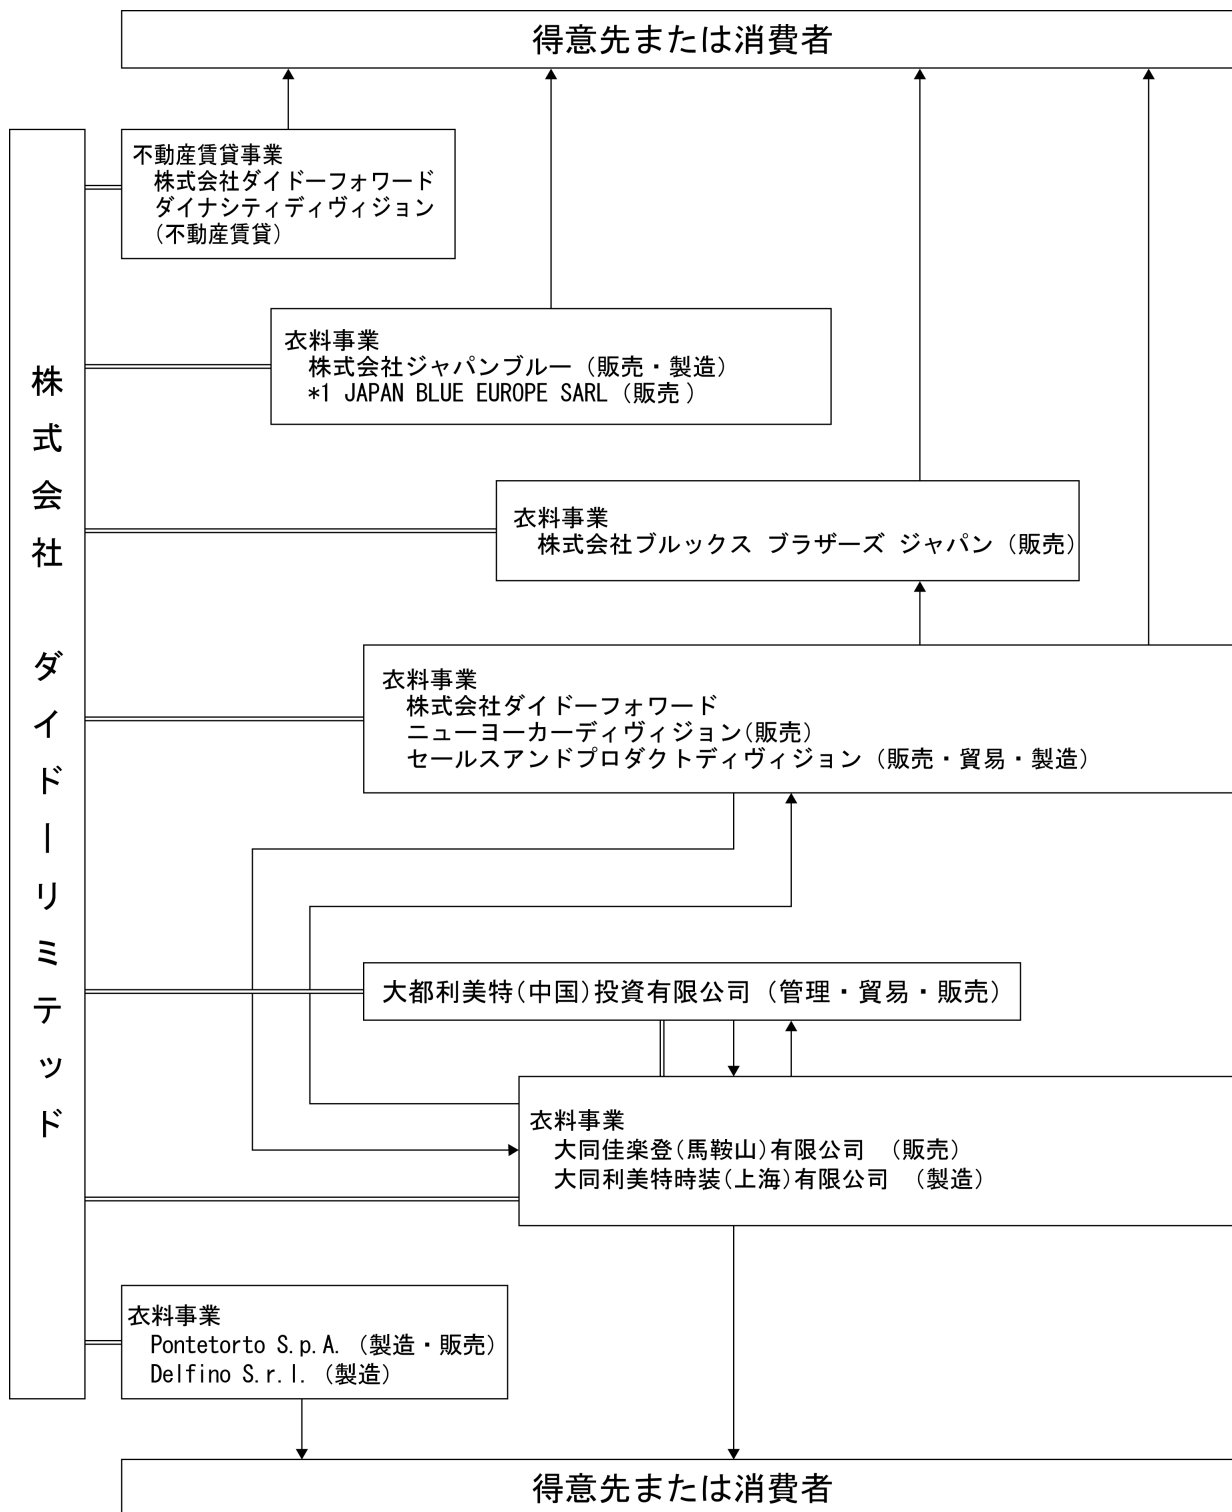 得意先または消費者
株式会社 ダイドーリミテッド
不動産賃貸事業
株式会社ダイドーフォワード
ダイナシティディヴィジョン
(不動産賃貸)
衣料事業
株式会社ジャパンブルー(販売・製造)
*1 JAPAN BLUE EUROPE SARL(販売)
衣料事業
株式会社ブルックス ブラザーズ ジャパン(販売)
衣料事業
株式会社ダイドーフォワード
ニューヨーカーディヴィジョン(販売)
セールスアンドプロダクトディヴィジョン(販売・貿易・製造)
大都利美特(中国)投資有限公司(管理・貿易・販売)
衣料事業
大同佳楽登(馬鞍山)有限公司 (販売)
大同利美特時装(上海)有限公司 (製造)
衣料事業
Pontetorto S.p.A.(製造・販売)
Delfino S.r.l.(製造)
得意先または消費者